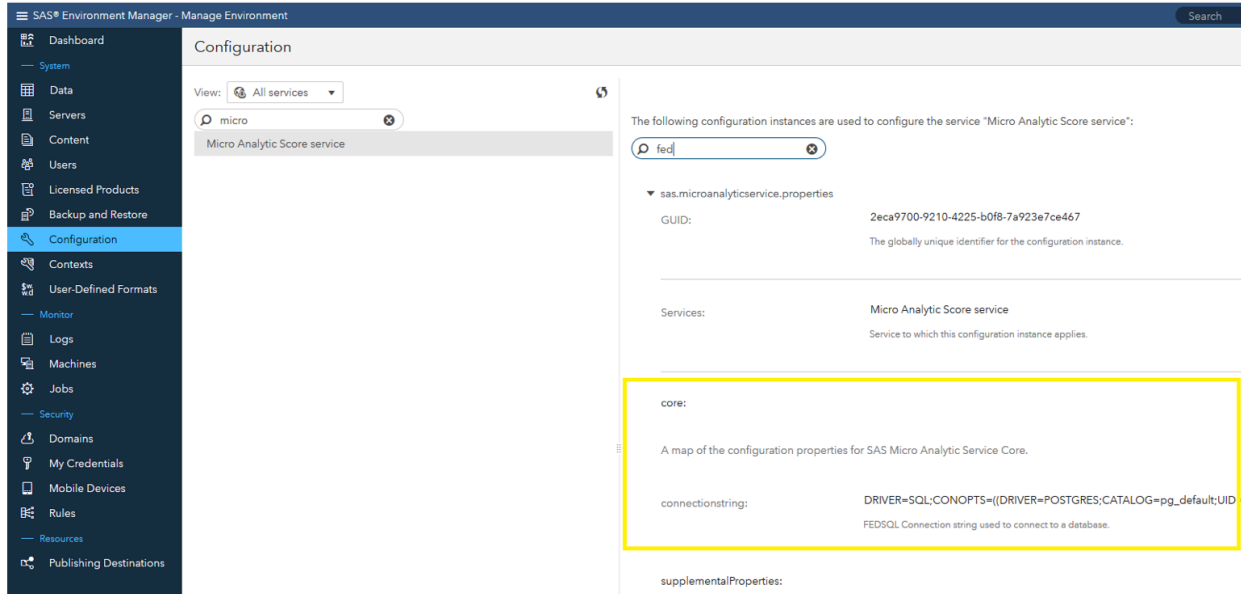 SAS® Environment Manager - Manage Environment
Search
Dashboard
System
Data
Servers
Content
Users
Licensed Products
Backup and Restore
Configuration
Contexts
User-Defined Formats
Monitor
Logs
Machines
Jobs
Security
Domains
My Credentials
Mobile Devices
Rules
Resources
Publishing Destinations
Configuration
View: All services
micro
Micro Analytic Score service
The following configuration instances are used to configure the service "Micro Analytic Score service":
fed
sas.microanalyticservice.properties
GUID: 2eca9700-9210-4225-b0f8-7a923e7ce467
The globally unique identifier for the configuration instance.
Services: Micro Analytic Score service
Service to which this configuration instance applies.
core:
A map of the configuration properties for SAS Micro Analytic Service Core.
connectionstring: DRIVER=SQL;CONOPTS=((DRIVER=POSTGRES;CATALOG=pg_default;UID
FEDSQL Connection string used to connect to a database.
supplementalProperties: